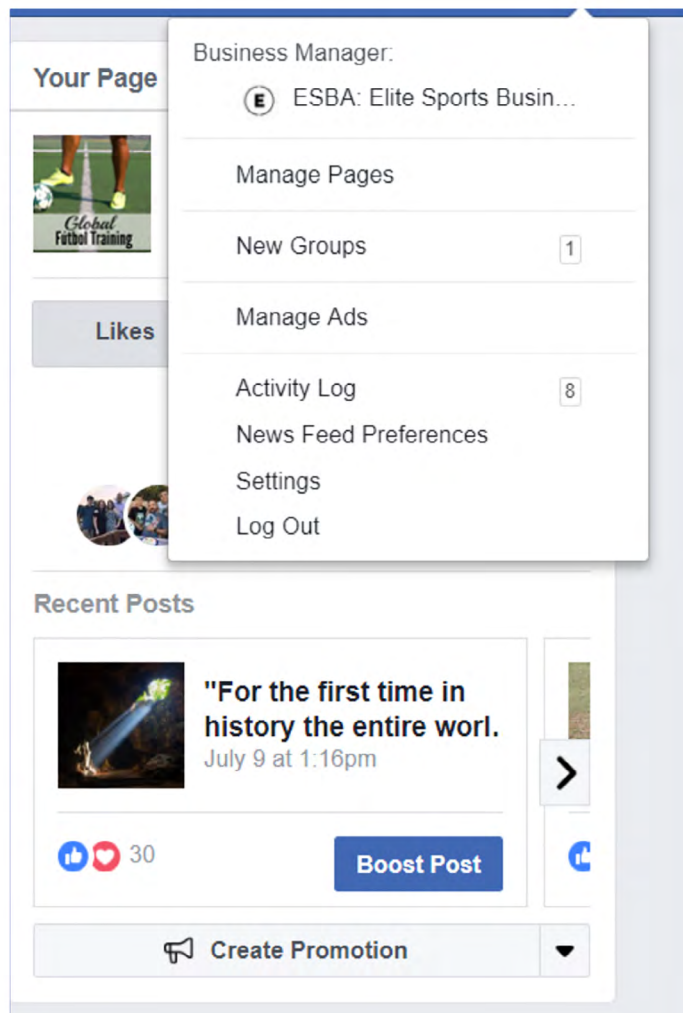 Business Manager:
E ESBA: Elite Sports Busin...
Manage Pages
New Groups 1
Manage Ads
Activity Log 8
News Feed Preferences
Settings
Log Out
Your Page
Global
Fútbol Training
Likes
Recent Posts
"For the first time in
history the entire worl.
July 9 at 1:16pm
30
Boost Post
Create Promotion